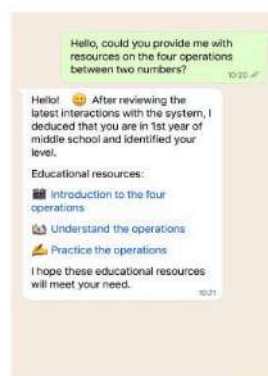 Hello, could you provide me with
resources on the four operations
between two numbers?
10:20
Hello! 😊 After reviewing the
latest interactions with the system, I
deduced that you are in 1st year of
middle school and identified your
level.
Educational resources:
Introduction to the four
operations
Understand the operations
✍️ Practice the operations
I hope these educational resources
will meet your need.
10:21